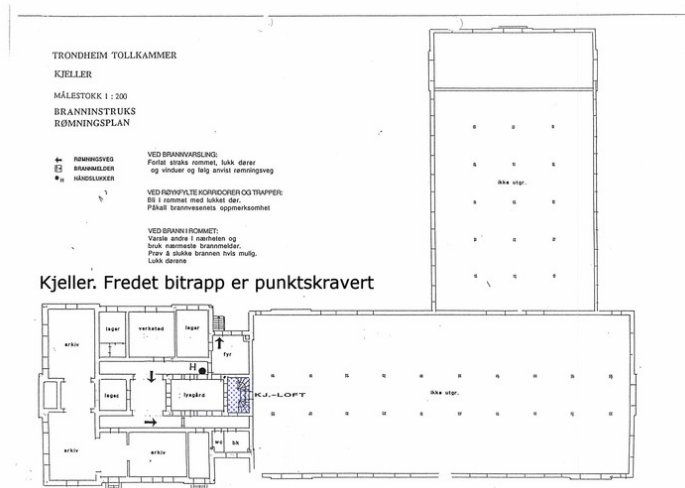 TRONDHEIM TOLLKAMMER
KJELLER
MÅLESTOKK 1 : 200
BRANNINSTRUKS
RØMNINGSPLAN
RØMNINGSVEG
BRANNMELDER
H HÅNDSLUKKER
VED BRANNVARSLING:
Forlat straks rommet, lukk dører
og vinduer og følg anvist rømningsveg
VED RØYKFYLTE KORRIDORER OG TRAPPER:
Bli i rommet med lukket dør.
Påkall brannvesenets oppmerksomhet
VED BRANN I ROMMET:
Varsle andre i nærheten og
bruk nærmeste brannmelder.
Prøv å slukke brannen hvis mulig.
Lukk dørene
ikke utgr.
Kjeller. Fredet bitrapp er punktskravert
lager
verksted
lager
arkiv
fyr
H
lager
lysgård
KJ.-LOFT
ikke utgr.
wc
bk
arkiv
arkiv